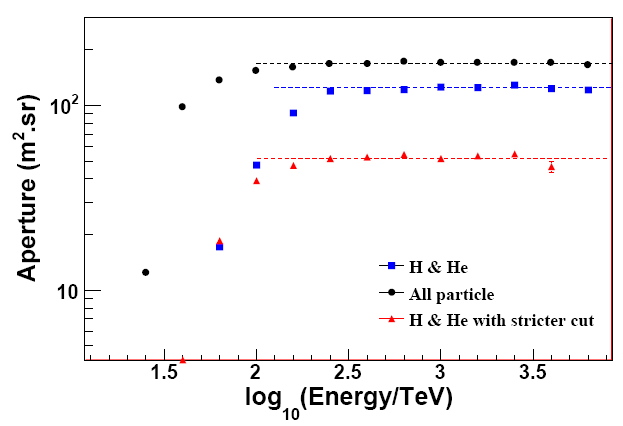 Aperture (m².sr)
10²
10
H & He
All particle
H & He with stricter cut
1.5 2 2.5 3 3.5
log₁₀(Energy/TeV)